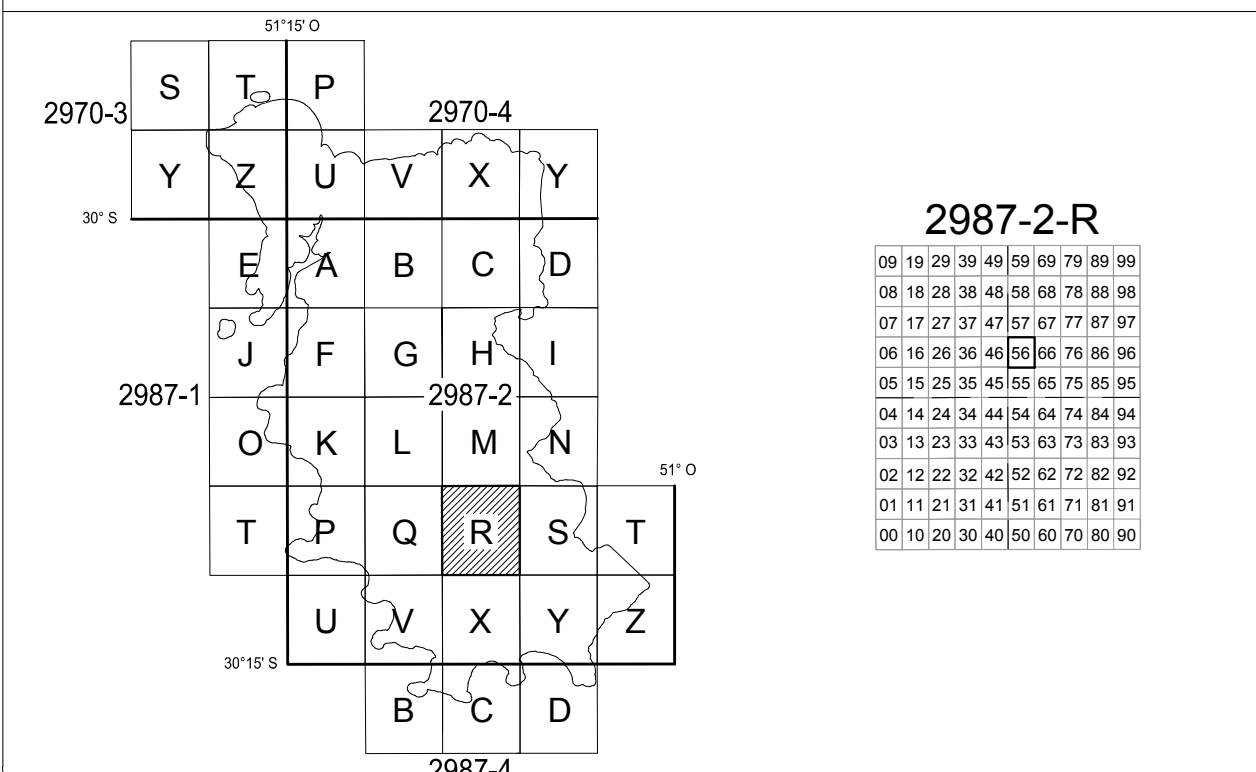 51°15' O
S T P
2970-3 2970-4
Y Z U V X Y
30° S
E A B C D
J F G H I
2987-1 2987-2
O K L M N
51° O
T P Q R S T
U V X Y Z
30°15' S
B C D
2987-4
2987-2-R
09 19 29 39 49 59 69 79 89 99
08 18 28 38 48 58 68 78 88 98
07 17 27 37 47 57 67 77 87 97
06 16 26 36 46 56 66 76 86 96
05 15 25 35 45 55 65 75 85 95
04 14 24 34 44 54 64 74 84 94
03 13 23 33 43 53 63 73 83 93
02 12 22 32 42 52 62 72 82 92
01 11 21 31 41 51 61 71 81 91
00 10 20 30 40 50 60 70 80 90